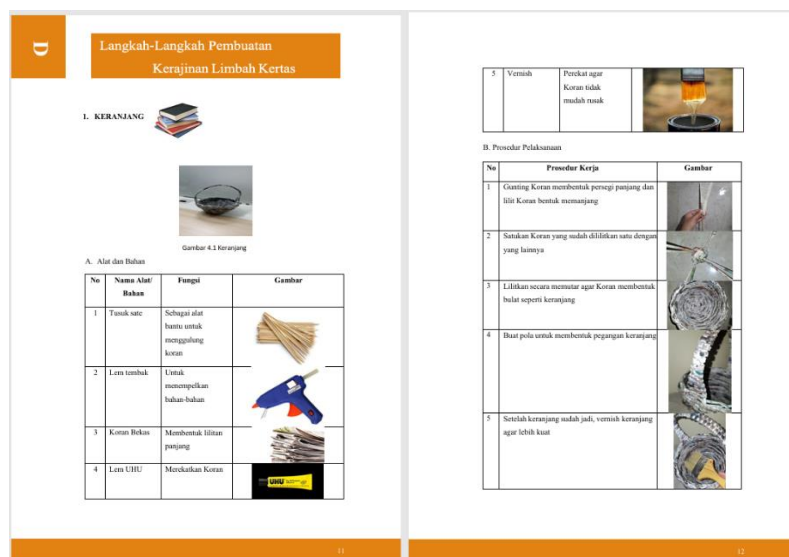 D
Langkah-Langkah Pembuatan
Kerajinan Limbah Kertas
1. KERANJANG
Gambar 4.1 Keranjang
A. Alat dan Bahan
No Nama Alat/ Bahan Fungsi Gambar
1 Tusuk sate Sebagai alat bantu untuk menggulung koran
2 Lem tembak Untuk menempelkan bahan-bahan
3 Koran Bekas Membentuk lilitan panjang
4 Lem UHU Merekatkan Koran
UHU
11
5 Vernish Perekat agar Koran tidak mudah rusak
B. Prosedur Pelaksanaan
No Prosedur Kerja Gambar
1 Gunting Koran membentuk persegi panjang dan
lilit Koran bentuk memanjang
2 Satukan Koran yang sudah dililitkan satu dengan
yang lainnya
3 Lilitkan secara memutar agar Koran membentuk
bulat seperti keranjang
4 Buat pola untuk membentuk pegangan keranjang
5 Setelah keranjang sudah jadi, vernish keranjang
agar lebih kuat
12